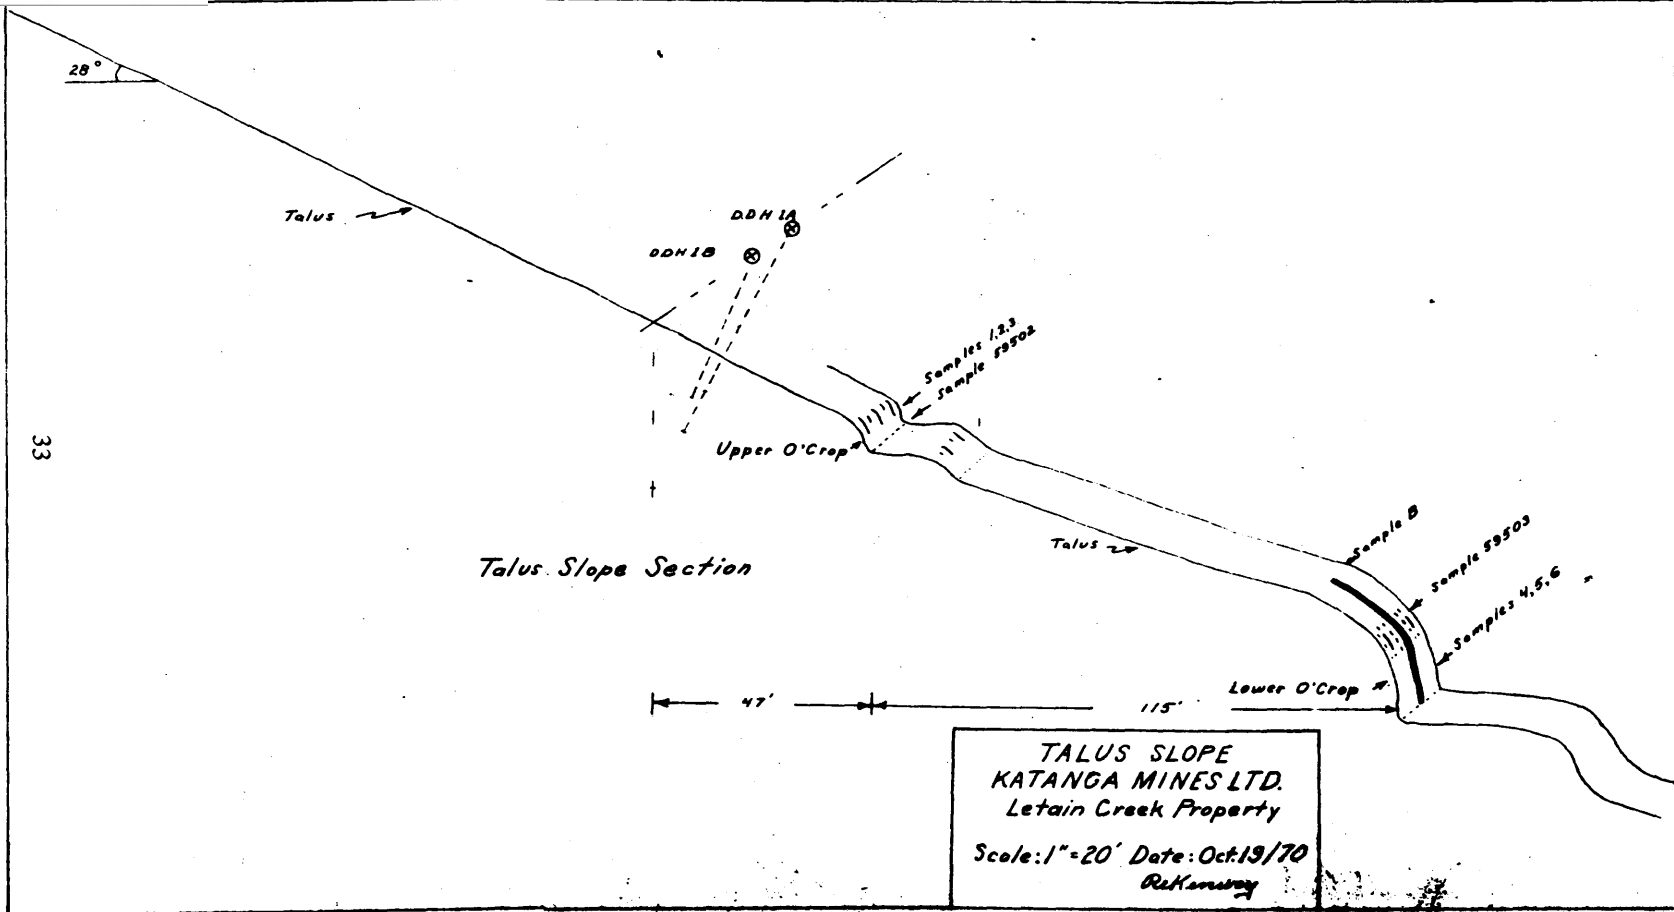 28°
Talus
DDH 1A
DDH 1B
Samples 1,2,3
Sample 59502
Upper O'Crop
33
Talus
Sample B
Sample 59503
Samples 4,5,6
Talus Slope Section
Lower O'Crop
47'
115'
TALUS SLOPE
KATANGA MINES LTD.
Letain Creek Property
Scale: 1"=20' Date: Oct.19/70